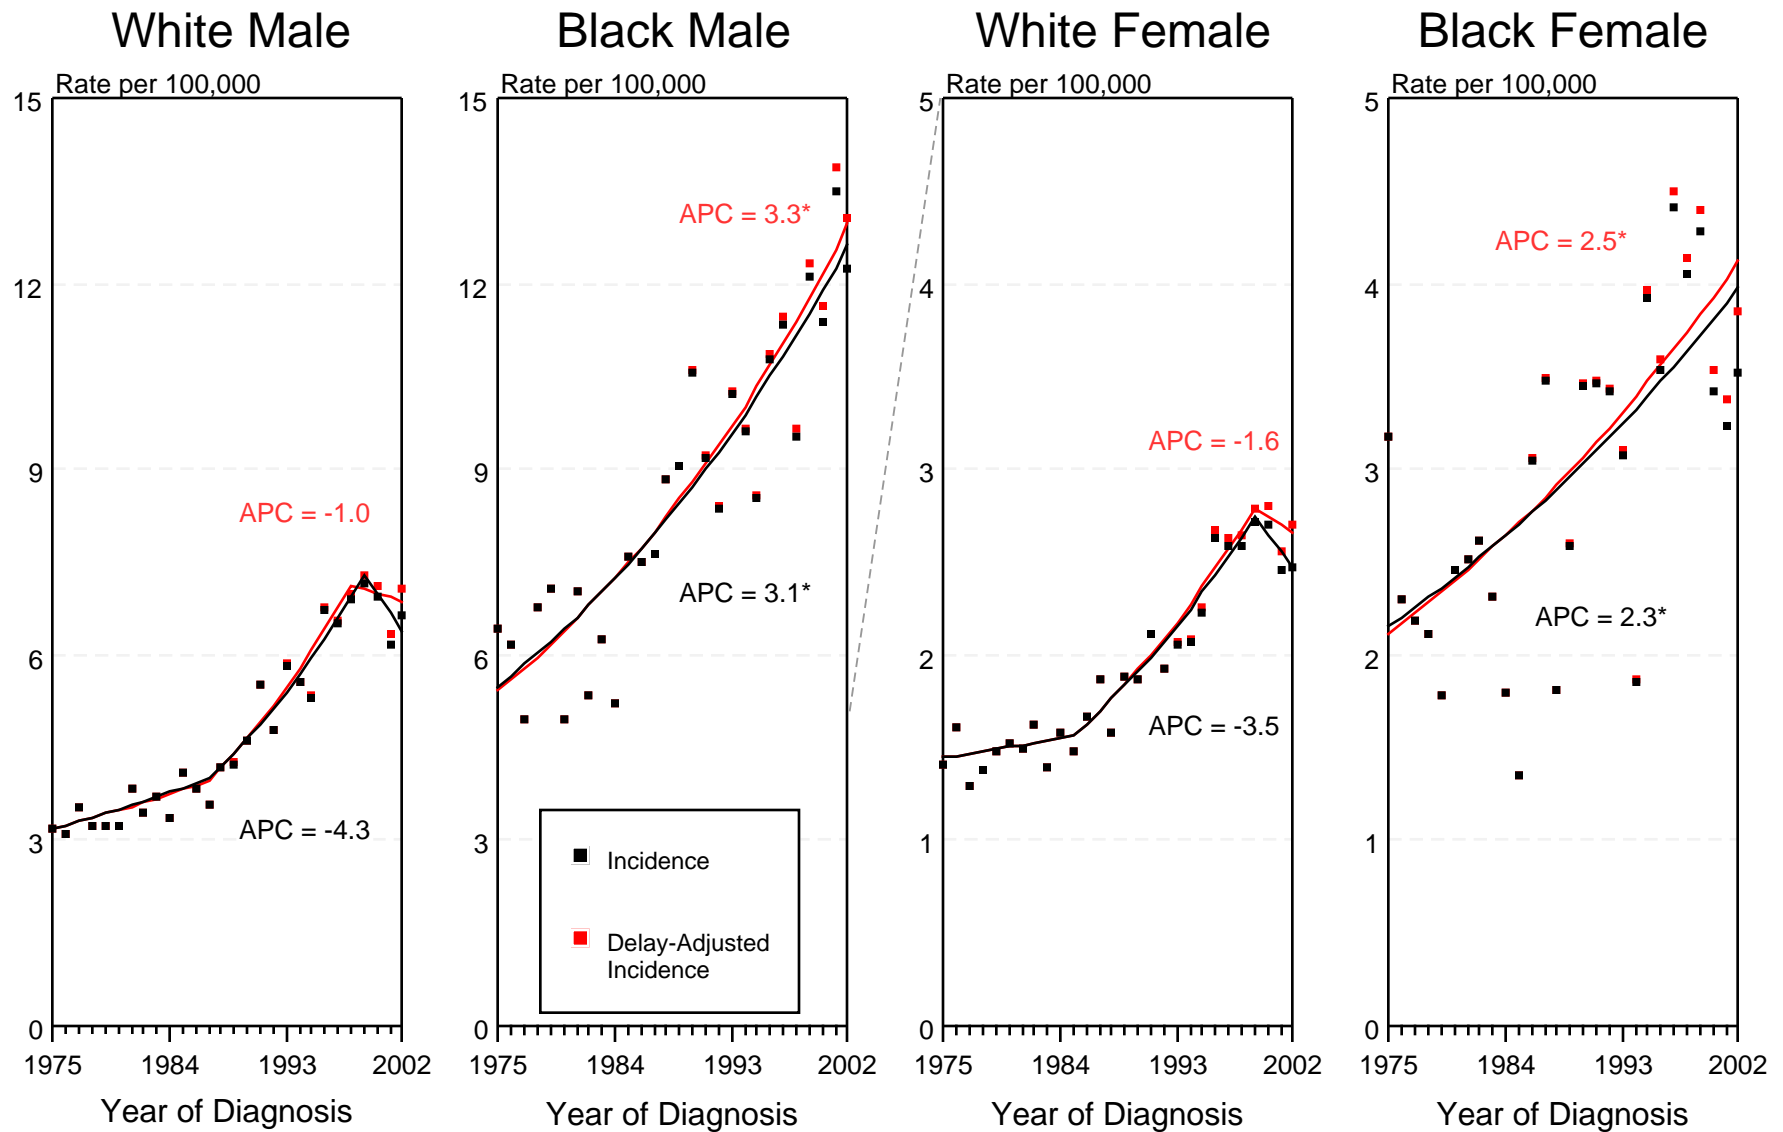 White Male
Black Male
White Female
Black Female
Rate per 100,000
Rate per 100,000
Rate per 100,000
Rate per 100,000
15
12
9
6
3
0
APC = -1.0
APC = -4.3
1975
1984
1993
2002
Year of Diagnosis
15
12
9
6
3
0
APC = 3.3*
APC = 3.1*
Incidence
Delay-Adjusted
Incidence
1975
1984
1993
2002
Year of Diagnosis
5
4
3
2
1
0
APC = -1.6
APC = -3.5
1975
1984
1993
2002
Year of Diagnosis
5
4
3
2
1
0
APC = 2.5*
APC = 2.3*
1975
1984
1993
2002
Year of Diagnosis